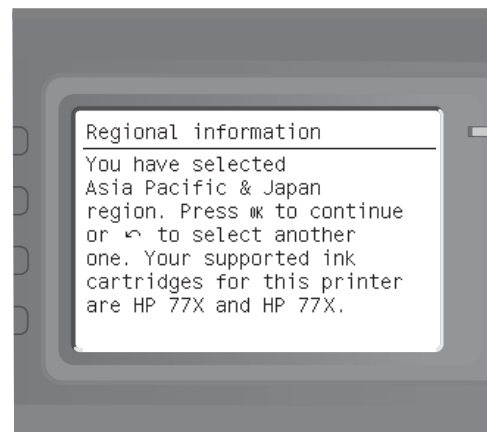 Regional information
You have selected
Asia Pacific & Japan
region. Press OK to continue
or ↶ to select another
one. Your supported ink
cartridges for this printer
are HP 77X and HP 77X.